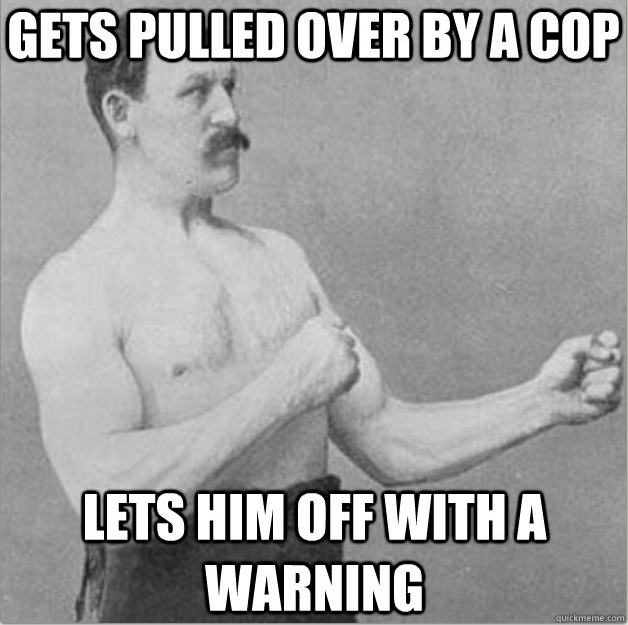 GETS PULLED OVER BY A COP
LETS HIM OFF WITH A
WARNING
quickmeme.com